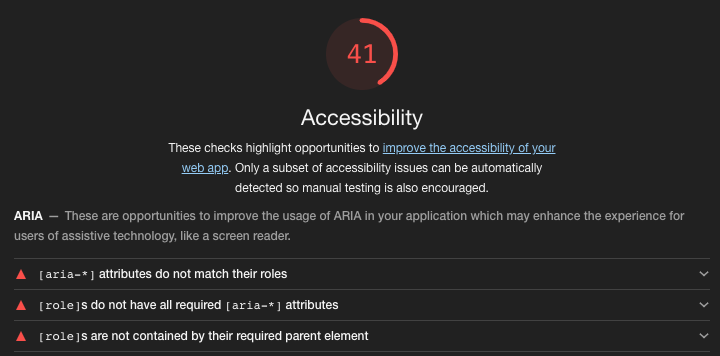 41
Accessibility
These checks highlight opportunities to improve the accessibility of your
web app. Only a subset of accessibility issues can be automatically
detected so manual testing is also encouraged.
ARIA — These are opportunities to improve the usage of ARIA in your application which may enhance the experience for
users of assistive technology, like a screen reader.
[aria-*] attributes do not match their roles
[role]s do not have all required [aria-*] attributes
[role]s are not contained by their required parent element